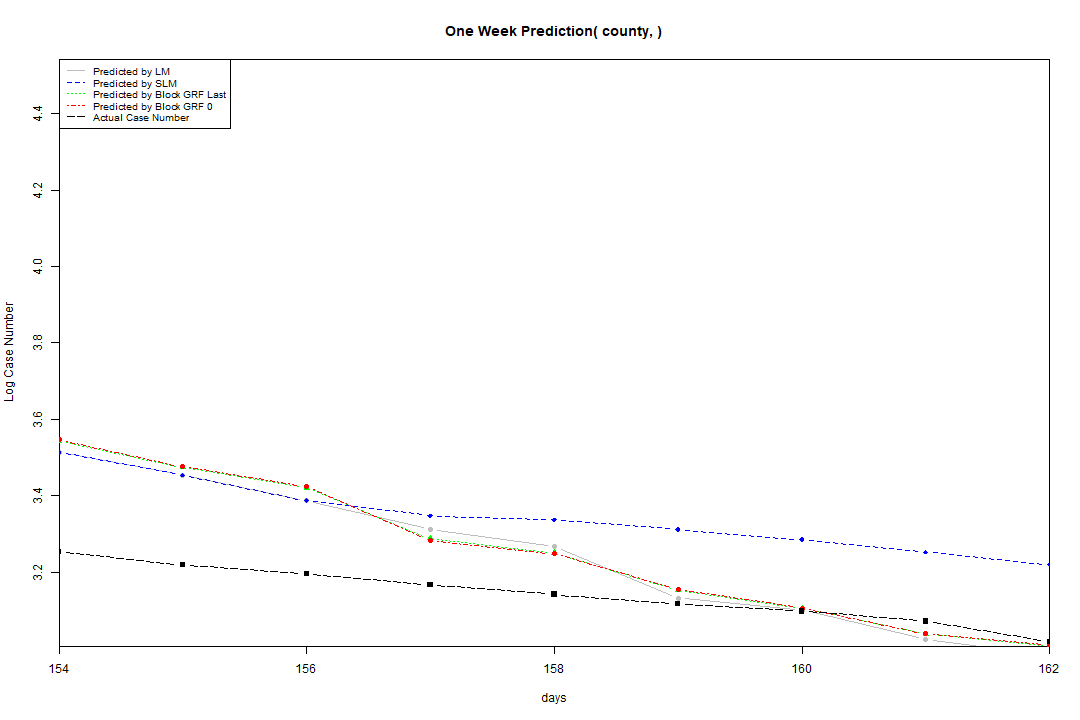 One Week Prediction( county, )
Predicted by LM
Predicted by SLM
Predicted by Block GRF Last
Predicted by Block GRF 0
Actual Case Number
4.4
4.2
4.0
3.8
3.6
3.4
3.2
Log Case Number
154 156 158 160 162
days